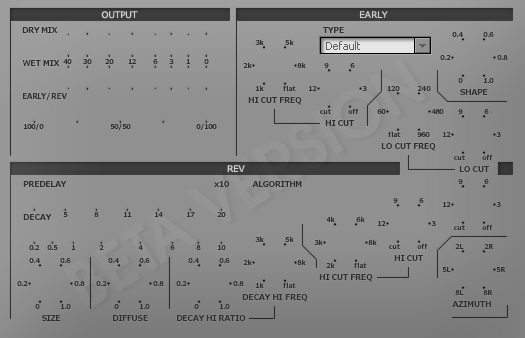 OUTPUT
DRY MIX
WET MIX 40 30 20 12 6 3 1 0
EARLY/REV
100/0 50/50 0/100
EARLY
TYPE
Default
3k 5k
2k 8k
1k flat
HI CUT FREQ
9 6
12 3
cut off
HI CUT
120 240
60 480
flat 960
LO CUT FREQ
0.4 0.6
0.2 0.8
0 1.0
SHAPE
9 6
12 3
cut off
LO CUT
REV
PREDELAY x10 ALGORITHM
DECAY 5 8 11 14 17 20
0.2 0.5 1 2 4 6 8 10
0.4 0.6
0.2 0.8
0 1.0
SIZE
0.4 0.6
0.2 0.8
0 1.0
DIFFUSE
0.4 0.6
0.2 0.8
0 1.0
DECAY HI RATIO
3k 5k
2k 8k
1k flat
DECAY HI FREQ
4k 6k
3k 8k
2k flat
HI CUT FREQ
9 6
12 3
cut off
HI CUT
9 6
12 3
cut off
2L 2R
5L 5R
8L 8R
AZIMUTH
BETA VERSION